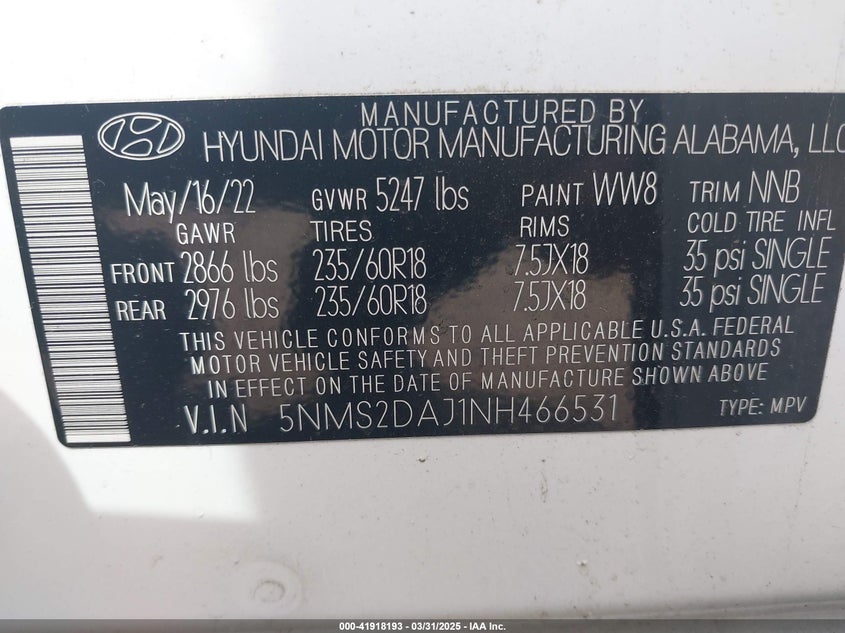 MANUFACTURED BY
HYUNDAI MOTOR MANUFACTURING ALABAMA, LLC
May/16/22 GVWR 5247 lbs PAINT WW8 TRIM NNB
GAWR TIRES RIMS COLD TIRE INFL
FRONT 2866 lbs 235/60R18 7.5JX18 35 psi SINGLE
REAR 2976 lbs 235/60R18 7.5JX18 35 psi SINGLE
THIS VEHICLE CONFORMS TO ALL APPLICABLE U.S.A. FEDERAL
MOTOR VEHICLE SAFETY AND THEFT PREVENTION STANDARDS
IN EFFECT ON THE DATE OF MANUFACTURE SHOWN ABOVE.
V.I.N 5NMS2DAJ1NH466531 TYPE: MPV
000-41918193 - 03/31/2025 - IAA Inc.